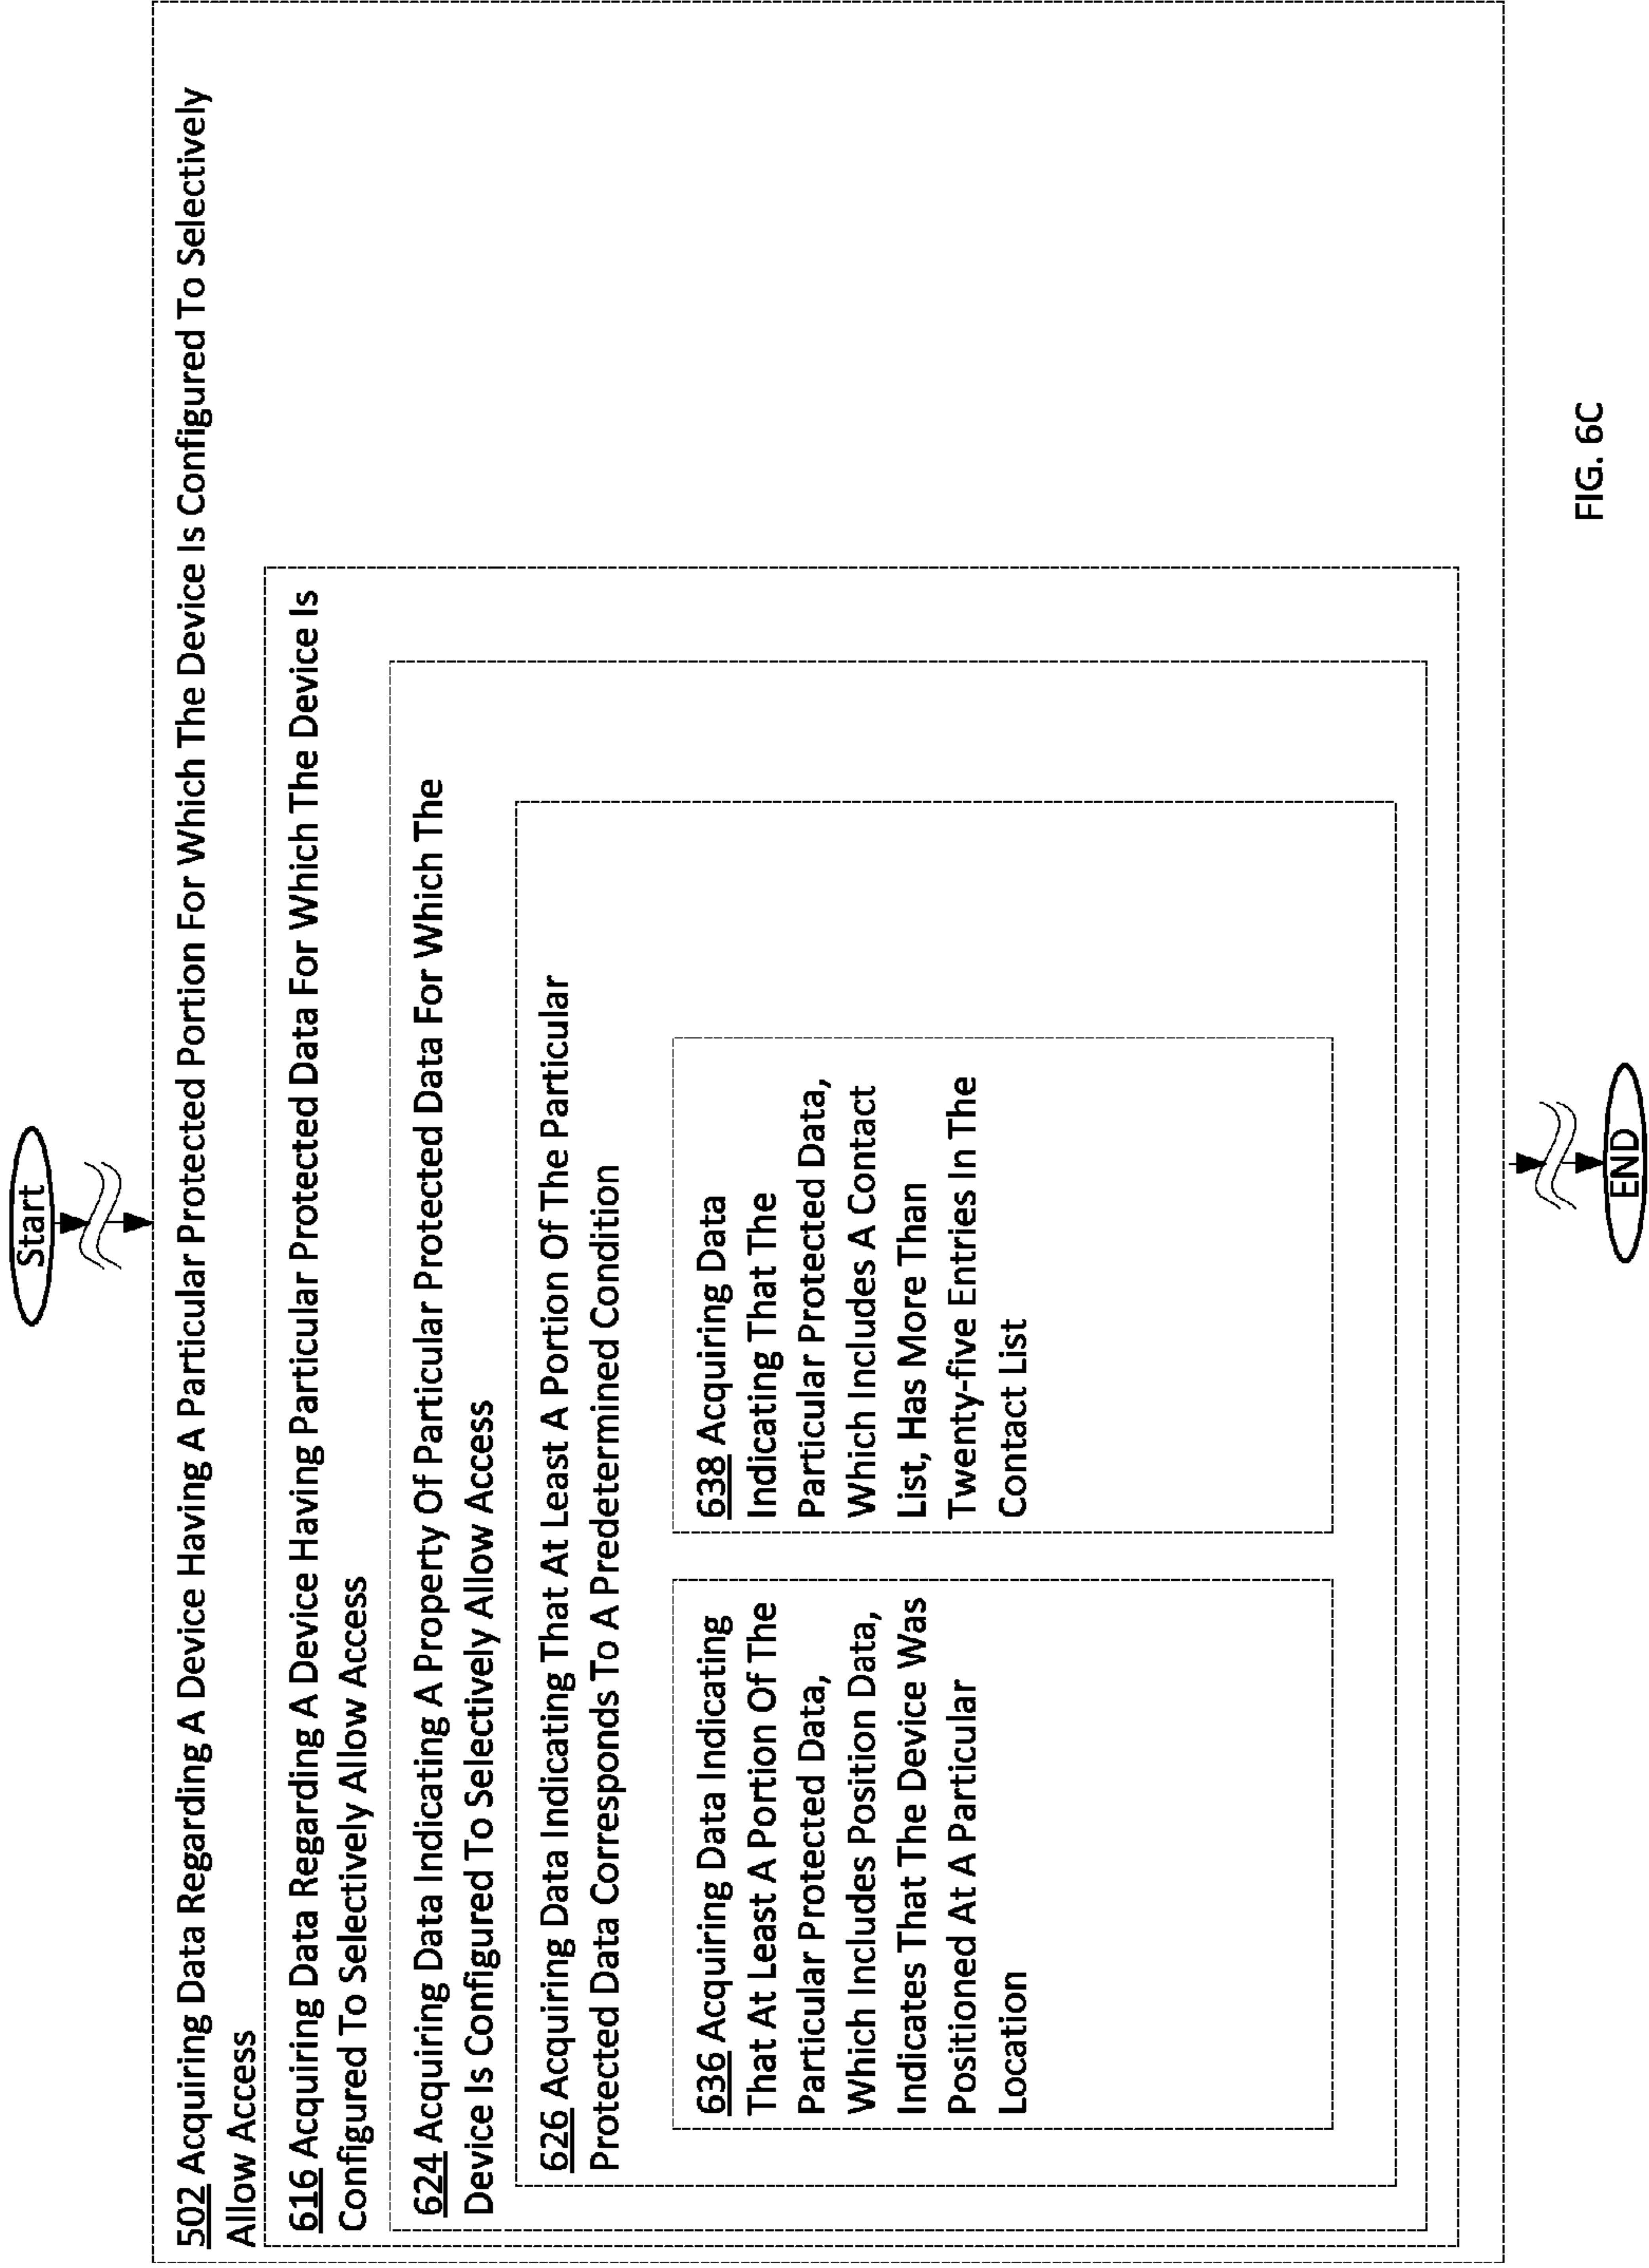 Start
502 Acquiring Data Regarding A Device Having A Particular Protected Portion For Which The Device Is Configured To Selectively
Allow Access
616 Acquiring Data Regarding A Device Having Particular Protected Data For Which The Device Is
Configured To Selectively Allow Access
624 Acquiring Data Indicating A Property Of Particular Protected Data For Which The
Device Is Configured To Selectively Allow Access
626 Acquiring Data Indicating That At Least A Portion Of The Particular
Protected Data Corresponds To A Predetermined Condition
636 Acquiring Data Indicating
That At Least A Portion Of The
Particular Protected Data,
Which Includes Position Data,
Indicates That The Device Was
Positioned At A Particular
Location
638 Acquiring Data
Indicating That The
Particular Protected Data,
Which Includes A Contact
List, Has More Than
Twenty-five Entries In The
Contact List
END
FIG. 6C